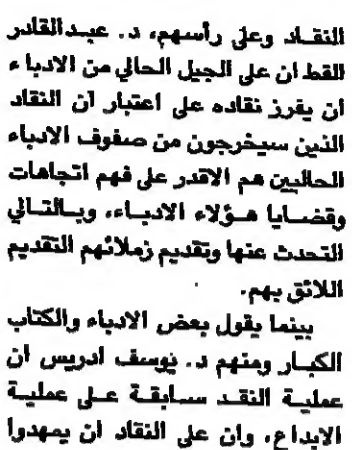 النقاد وعلى رأسهم، د. عبدالقادر
القط ان على الجيل الحالي من الادباء
أن يفرز نقاده على اعتبار أن النقاد
الذين سيخرجون من صفوف الادباء
الحاليين هم الاقدر على فهم اتجاهات
وقضايا هؤلاء الادباء، وبالتالي
التحدث عنها وتقديم زملائهم التقديم
اللائق بهم.
بينما يقول بعض الادباء والكتاب
الكبار ومنهم د. يوسف ادريس ان
عملية النقد سابقة على عملية
الابداع، وان على النقاد ان يمهدوا